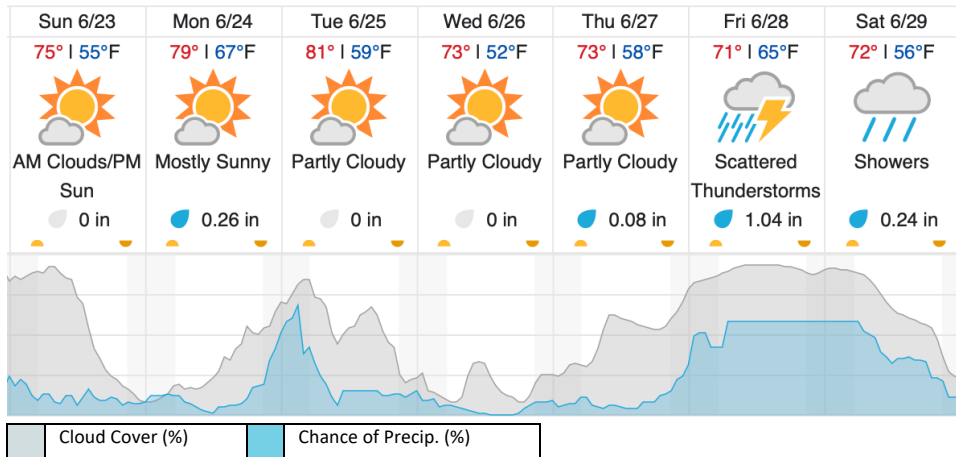 Sun 6/23 Mon 6/24 Tue 6/25 Wed 6/26 Thu 6/27 Fri 6/28 Sat 6/29
75° | 55°F 79° | 67°F 81° | 59°F 73° | 52°F 73° | 58°F 71° | 65°F 72° | 56°F
AM Clouds/PM Mostly Sunny Partly Cloudy Partly Cloudy Partly Cloudy Scattered Showers
Sun Thunderstorms
0 in 0.26 in 0 in 0 in 0.08 in 1.04 in 0.24 in
Cloud Cover (%) Chance of Precip. (%)